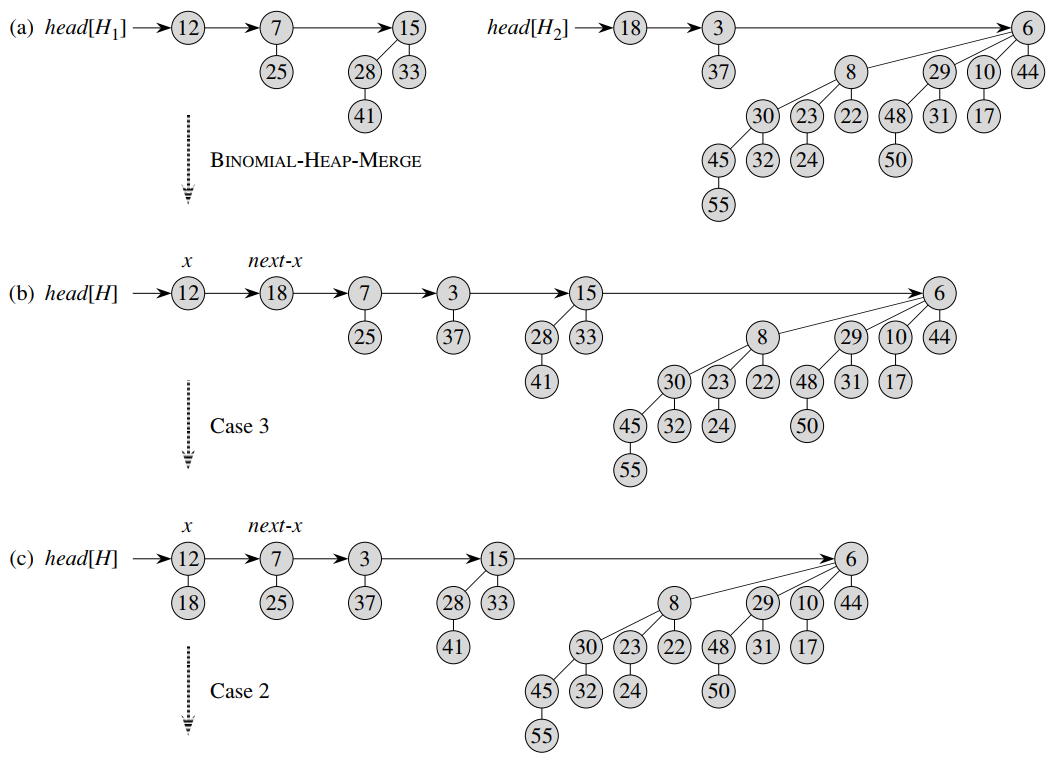 (a) head[H1] 12 7 15 head[H2] 18 3 6
25 28 33 37 8 29 10 44
41 30 23 22 48 31 17
BINOMIAL-HEAP-MERGE 45 32 24 50
55
x next-x
(b) head[H] 12 18 7 3 15 6
25 37 28 33 8 29 10 44
41 30 23 22 48 31 17
Case 3 45 32 24 50
55
x next-x
(c) head[H] 12 7 3 15 6
18 25 37 28 33 8 29 10 44
41 30 23 22 48 31 17
Case 2 45 32 24 50
55